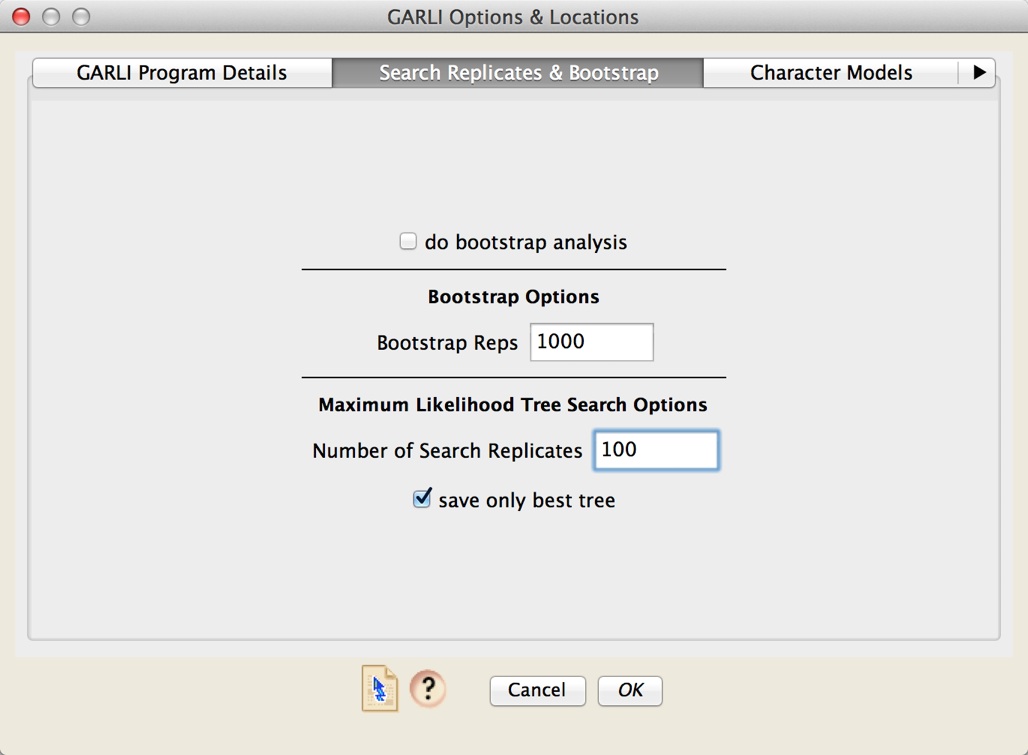 GARLI Options & Locations
GARLI Program Details Search Replicates & Bootstrap Character Models
do bootstrap analysis
Bootstrap Options
Bootstrap Reps 1000
Maximum Likelihood Tree Search Options
Number of Search Replicates 100
save only best tree
? Cancel OK